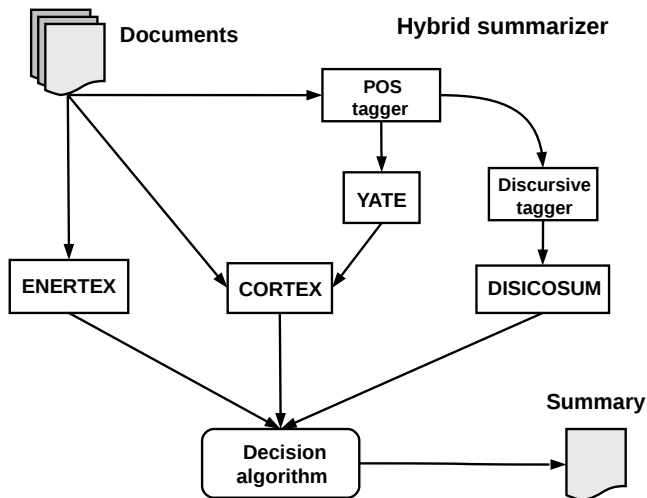 Documents
Hybrid summarizer
POS
tagger
YATE
Discursive
tagger
ENERTEX
CORTEX
DISICOSUM
Summary
Decision
algorithm